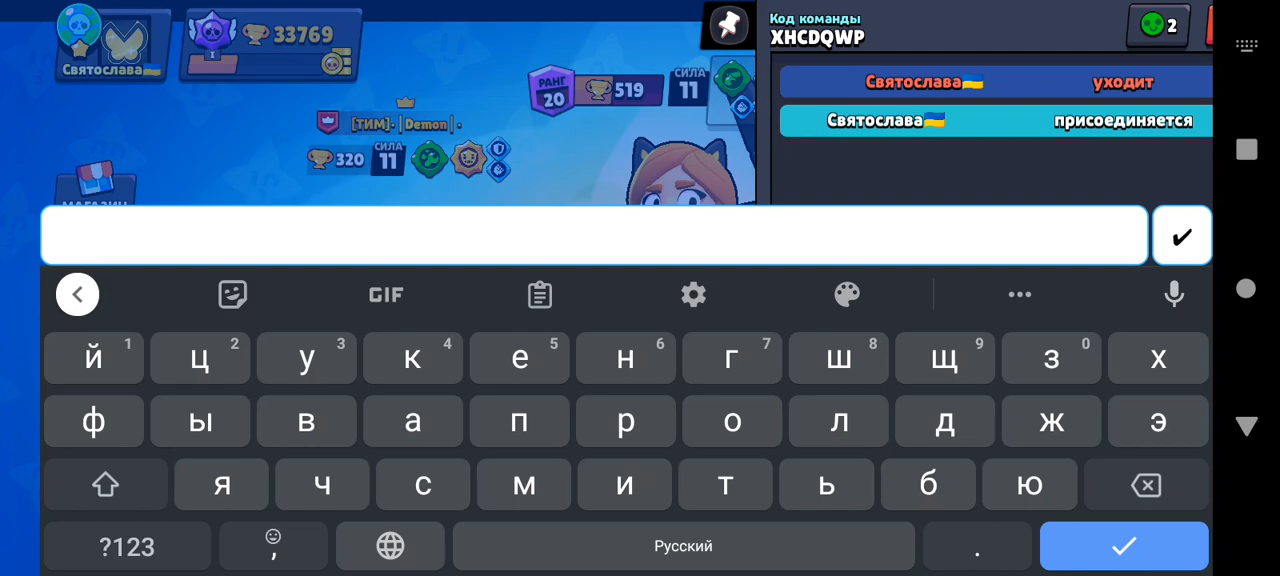 33769
Святослава🇺🇦
I
РАНГ
20
519
СИЛА
11
[ТИМ]•|Demon|•
320
СИЛА
11
МАГАЗИН
Код команды
XHCDQWP
2
Святослава🇺🇦 уходит
Святослава🇺🇦 присоединяется
✔
GIF
й 1 ц 2 у 3 к 4 е 5 н 6 г 7 ш 8 щ 9 з 0 х
ф ы в а п р о л д ж э
я ч с м и т ь б ю
?123 , Русский .